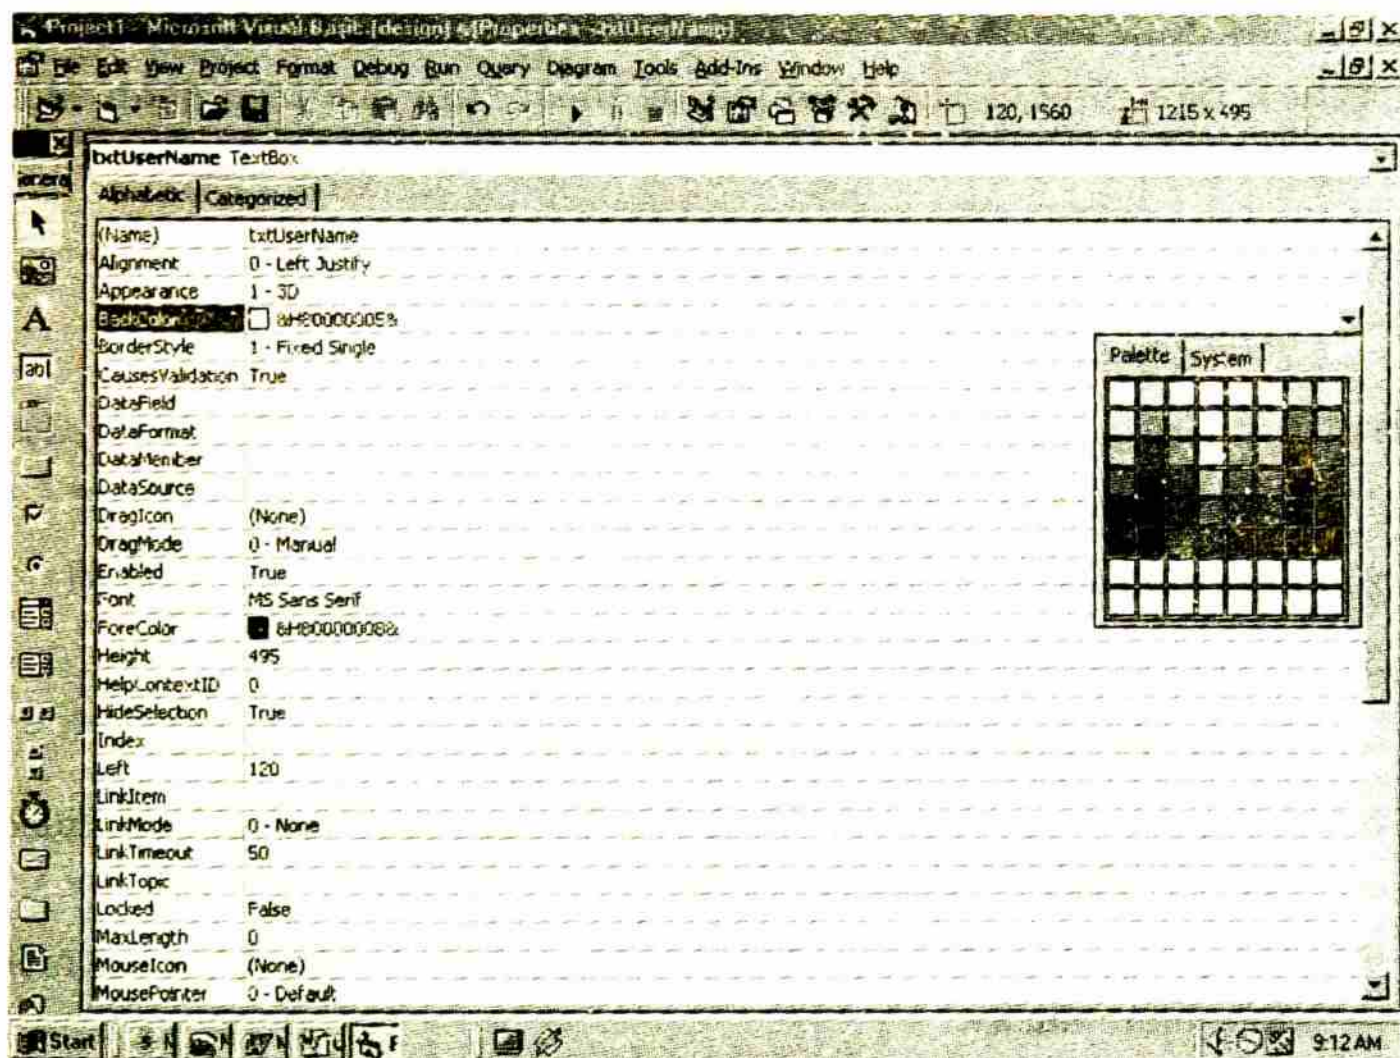 Project1 - Microsoft Visual Basic [design] - [Properties - txtUserName]
File Edit View Project Format Debug Run Query Diagram Tools Add-Ins Window Help
120, 1560 1215 x 495
txtUserName TextBox
Alphabetic Categorized
(Name) txtUserName
Alignment 0 - Left Justify
Appearance 1 - 3D
BackColor &H80000005&
BorderStyle 1 - Fixed Single
Palette System
CausesValidation True
DataField
DataFormat
DataMember
DataSource
DragIcon (None)
DragMode 0 - Manual
Enabled True
Font MS Sans Serif
ForeColor &H80000008&
Height 495
HelpContextID 0
HideSelection True
Index
Left 120
LinkItem
LinkMode 0 - None
LinkTimeout 50
LinkTopic
Locked False
MaxLength 0
MouseIcon (None)
MousePointer 0 - Default
Start 9:12 AM